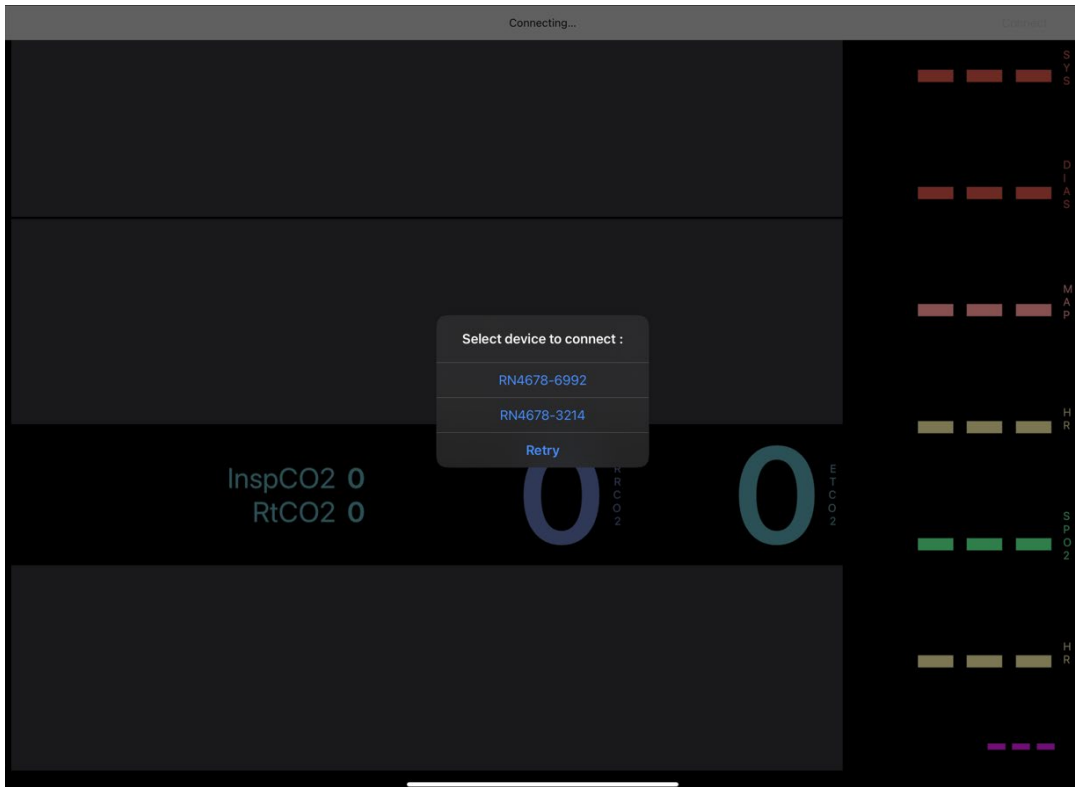 Connecting...
Connect
SYS
DIAS
MAP
HR
Select device to connect :
RN4678-6992
RN4678-3214
Retry
InspCO2 0
RtCO2 0
0
RRCO2
0
ETCO2
SPO2
HR